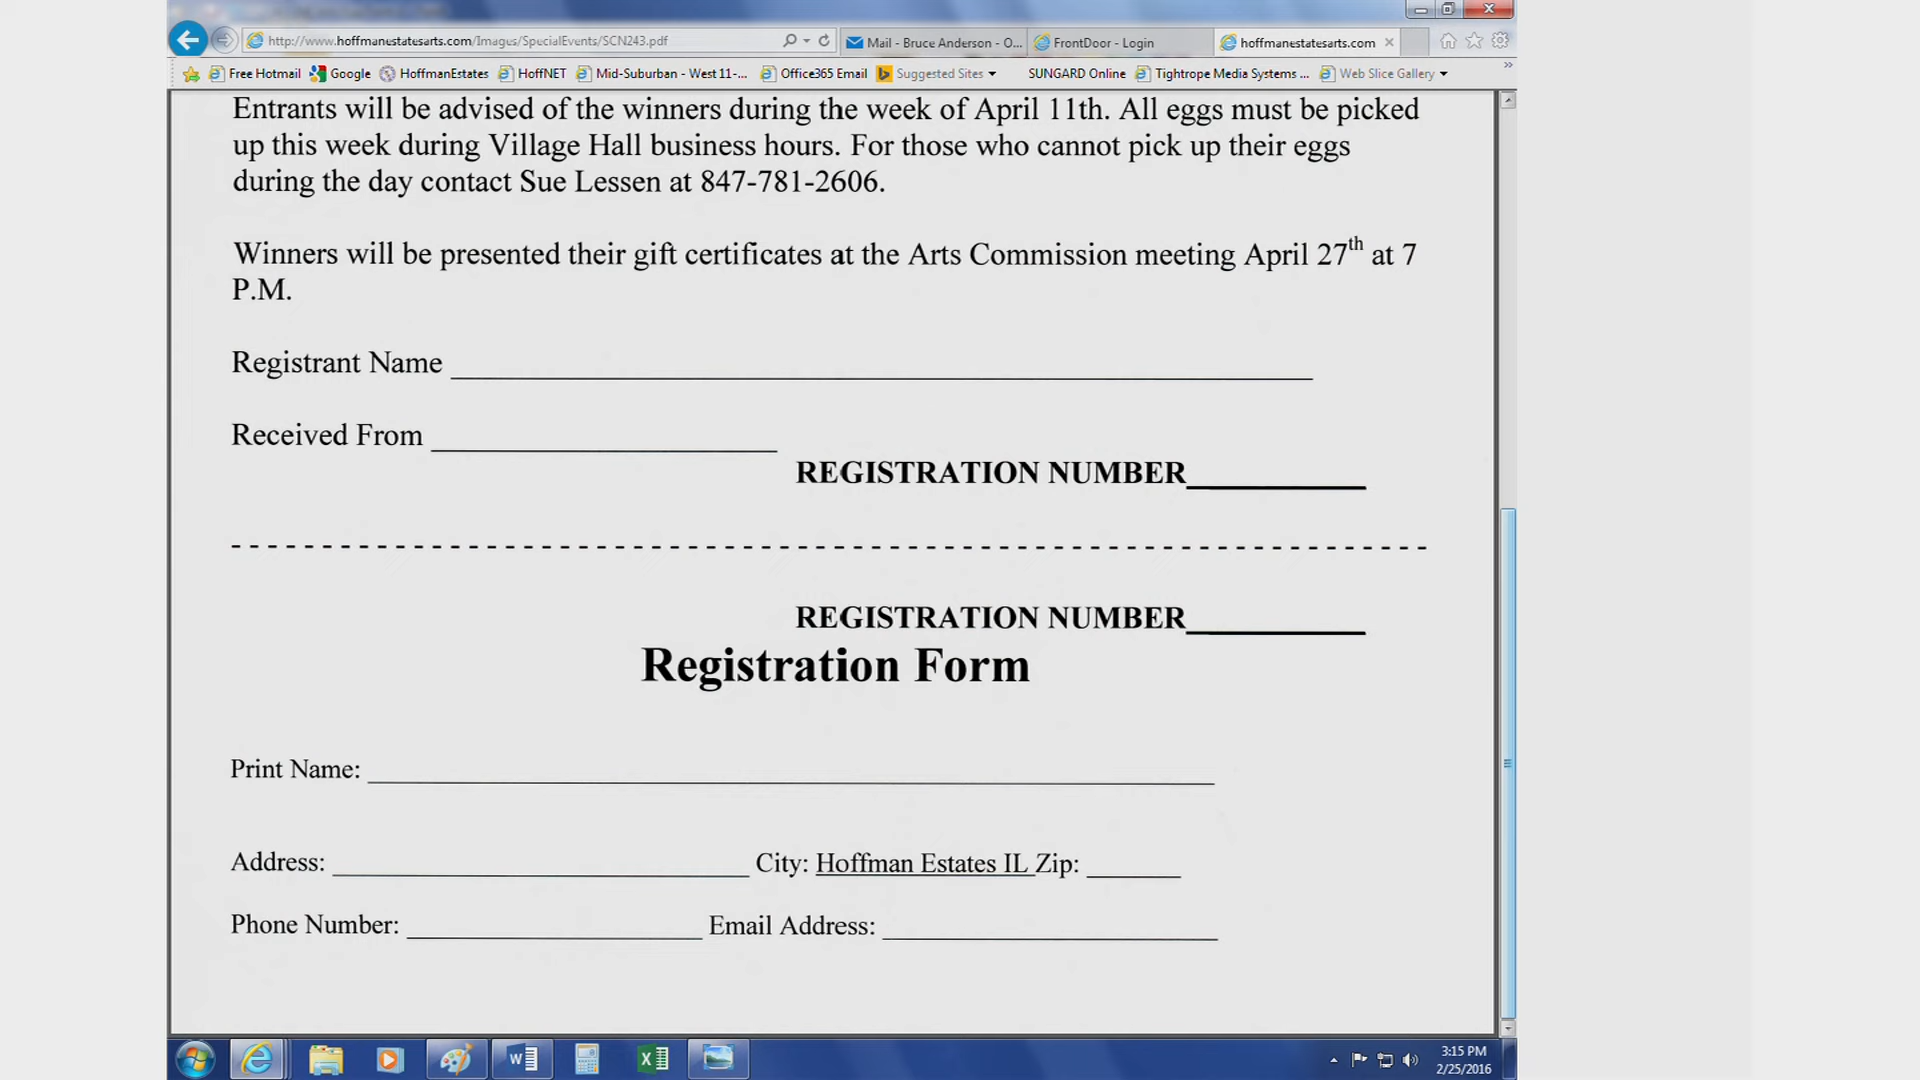 http://www.hoffmanestatesarts.com/Images/SpecialEvents/SCN243.pdf
Mail - Bruce Anderson - O...
FrontDoor - Login
hoffmanestatesarts.com
Free Hotmail
Google
HoffmanEstates
HoffNET
Mid-Suburban - West 11-...
Office365 Email
Suggested Sites
SUNGARD Online
Tightrope Media Systems ...
Web Slice Gallery
Entrants will be advised of the winners during the week of April 11th. All eggs must be picked
up this week during Village Hall business hours. For those who cannot pick up their eggs
during the day contact Sue Lessen at 847-781-2606.
Winners will be presented their gift certificates at the Arts Commission meeting April 27th at 7
P.M.
Registrant Name
Received From
REGISTRATION NUMBER
REGISTRATION NUMBER
Registration Form
Print Name:
Address: City: Hoffman Estates IL Zip:
Phone Number: Email Address:
3:15 PM
2/25/2016